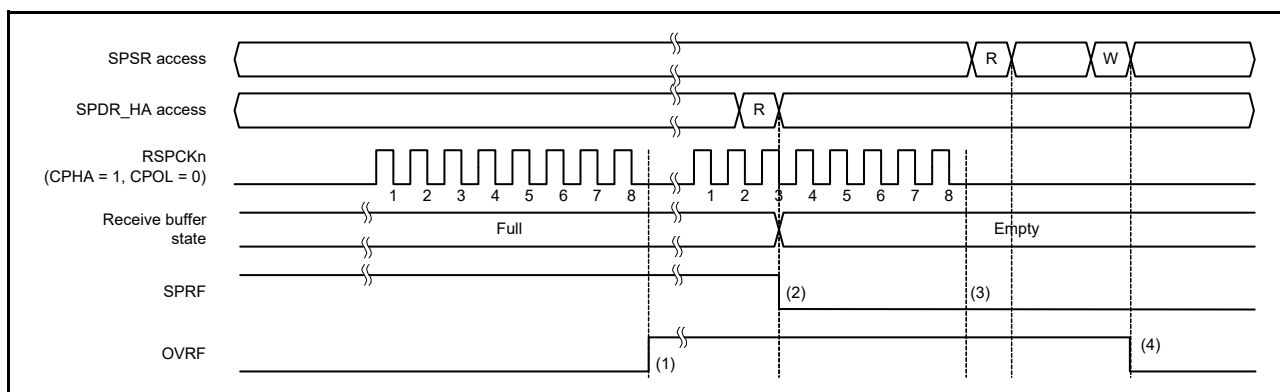 SPSR access
R
W
SPDR_HA access
R
RSPCKn
(CPHA = 1, CPOL = 0)
1 2 3 4 5 6 7 8 1 2 3 4 5 6 7 8
Receive buffer
state
Full
Empty
SPRF
(2)
(3)
OVRF
(1)
(4)